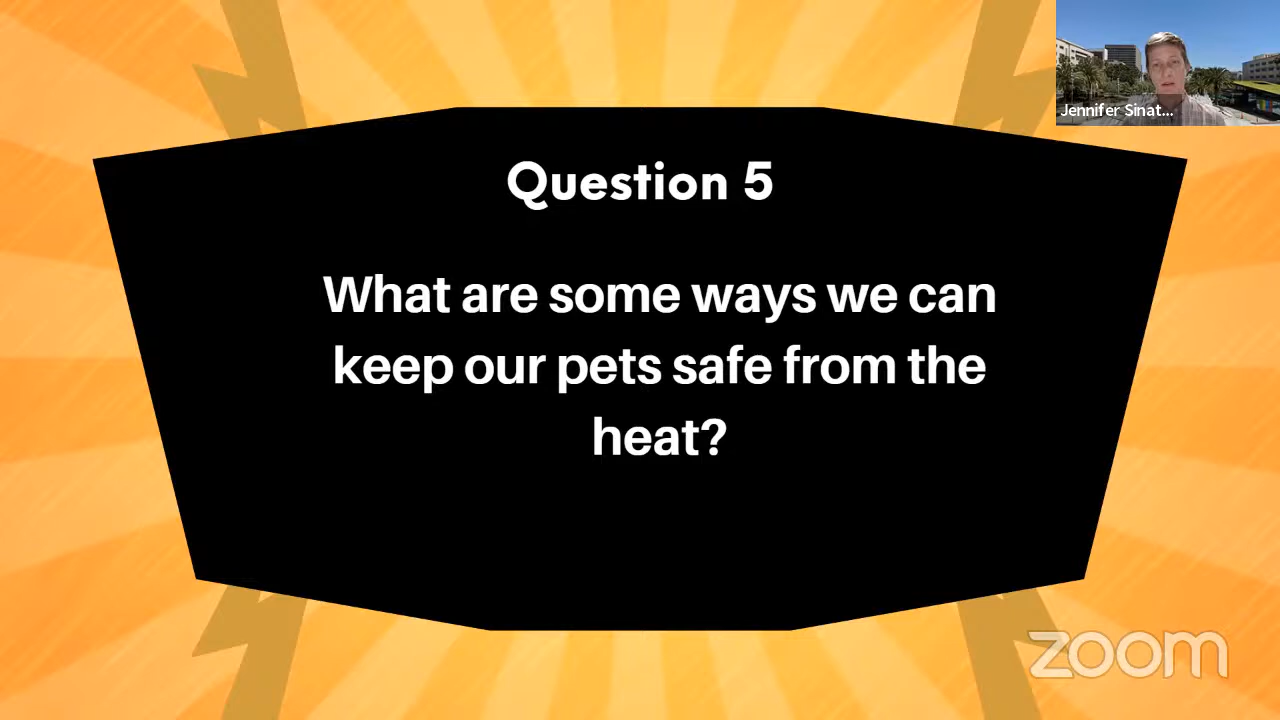 Jennifer Sinat...
Question 5
What are some ways we can
keep our pets safe from the
heat?
zoom